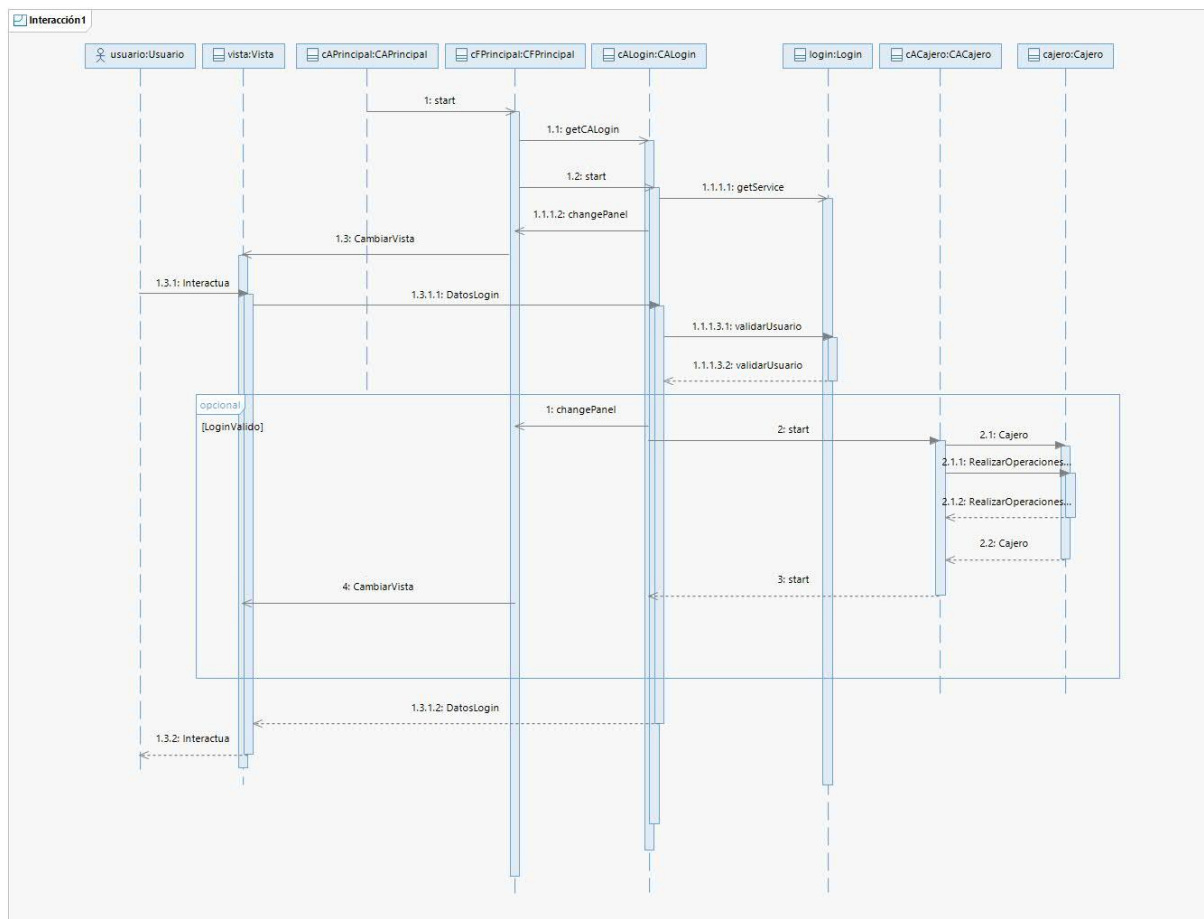 Interacción1
usuario:Usuario
vista:Vista
cAPrincipal:CAPrincipal
cFPrincipal:CFPrincipal
cALogin:CALogin
login:Login
cACajero:CACajero
cajero:Cajero
1: start
1.1: getCALogin
1.2: start
1.1.1.1: getService
1.1.1.2: changePanel
1.3: CambiarVista
1.3.1: Interactua
1.3.1.1: DatosLogin
1.1.1.3.1: validarUsuario
1.1.1.3.2: validarUsuario
opcional
[LoginValido]
1: changePanel
2: start
2.1: Cajero
2.1.1: RealizarOperaciones...
2.1.2: RealizarOperaciones...
2.2: Cajero
3: start
4: CambiarVista
1.3.1.2: DatosLogin
1.3.2: Interactua